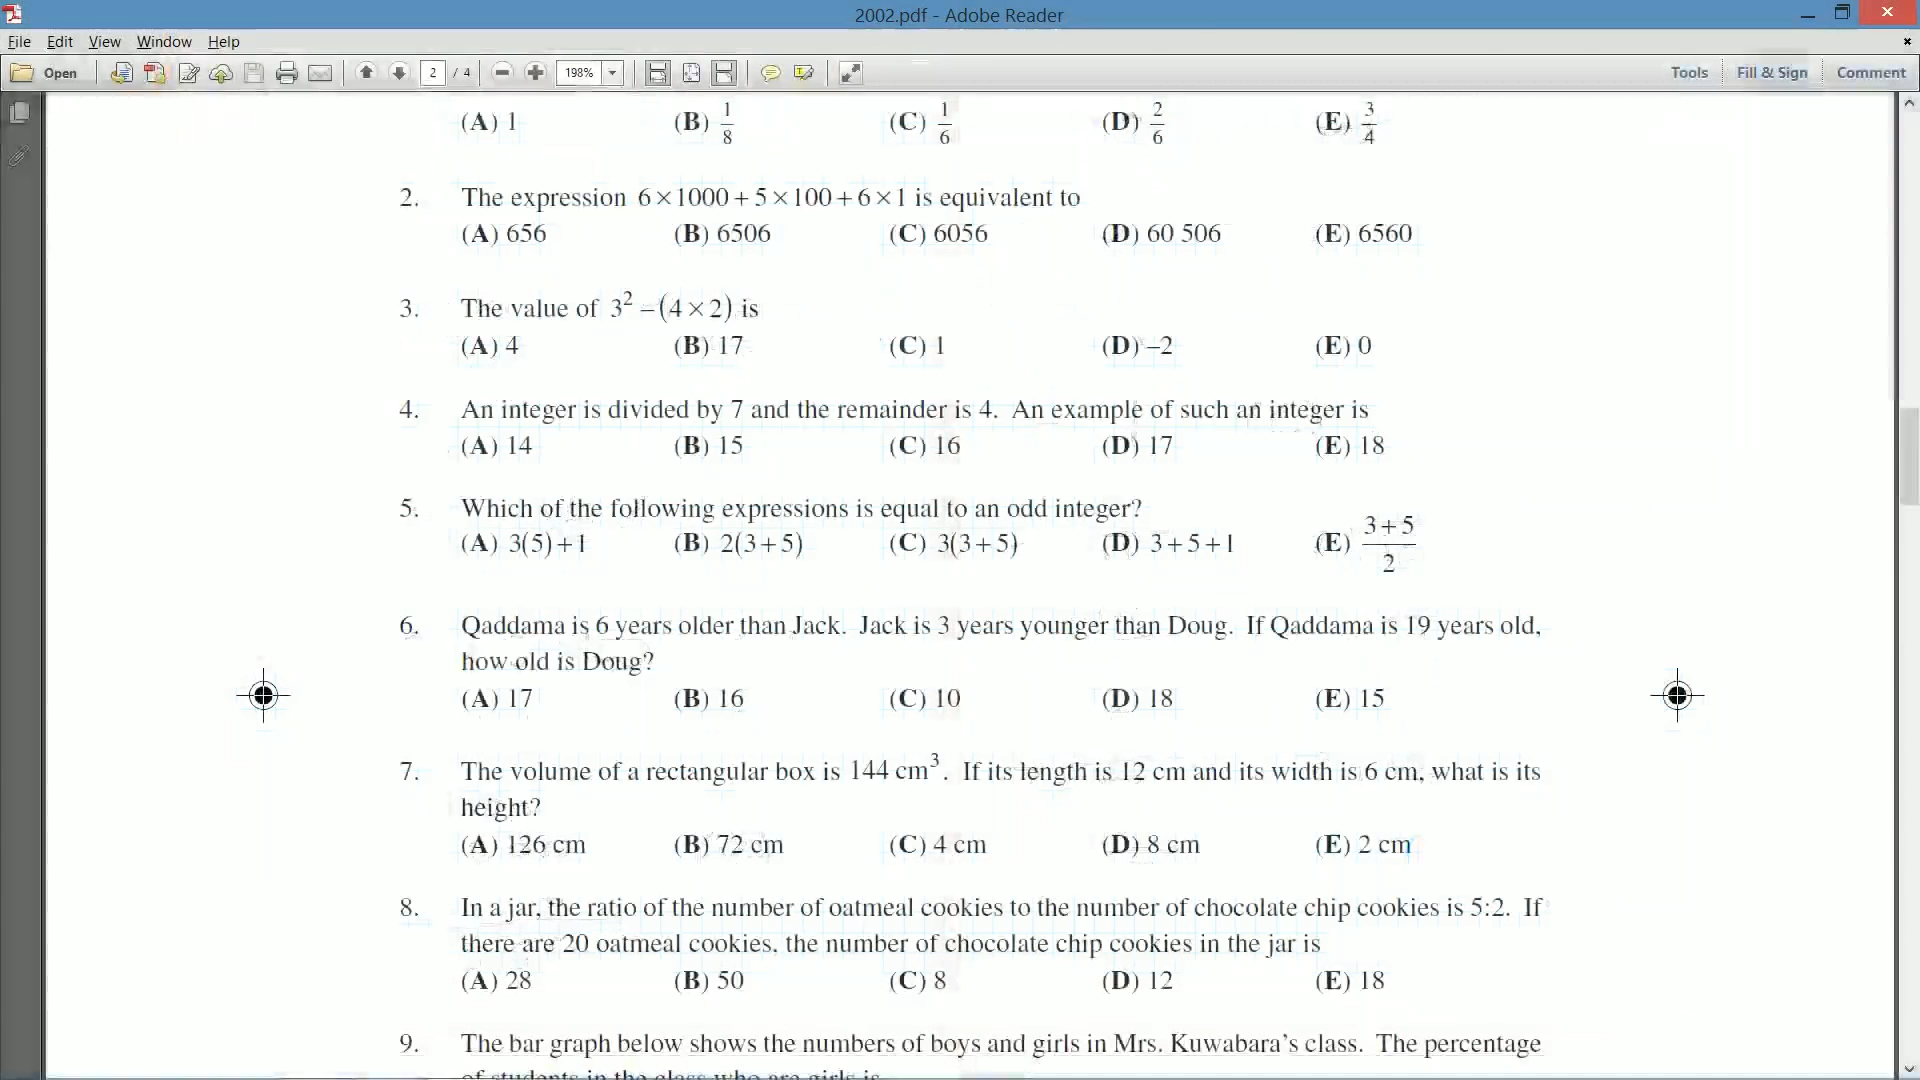 2002.pdf - Adobe Reader
File Edit View Window Help
Open 2 / 4 198% Tools Fill & Sign Comment
(A) 1 (B) 1/8 (C) 1/6 (D) 2/6 (E) 3/4
2. The expression 6×1000+5×100+6×1 is equivalent to
(A) 656 (B) 6506 (C) 6056 (D) 60 506 (E) 6560
3. The value of 3²–(4×2) is
(A) 4 (B) 17 (C) 1 (D) –2 (E) 0
4. An integer is divided by 7 and the remainder is 4. An example of such an integer is
(A) 14 (B) 15 (C) 16 (D) 17 (E) 18
5. Which of the following expressions is equal to an odd integer?
(A) 3(5)+1 (B) 2(3+5) (C) 3(3+5) (D) 3+5+1 (E) (3+5)/2
6. Qaddama is 6 years older than Jack. Jack is 3 years younger than Doug. If Qaddama is 19 years old,
how old is Doug?
(A) 17 (B) 16 (C) 10 (D) 18 (E) 15
7. The volume of a rectangular box is 144 cm³. If its length is 12 cm and its width is 6 cm, what is its
height?
(A) 126 cm (B) 72 cm (C) 4 cm (D) 8 cm (E) 2 cm
8. In a jar, the ratio of the number of oatmeal cookies to the number of chocolate chip cookies is 5:2. If
there are 20 oatmeal cookies, the number of chocolate chip cookies in the jar is
(A) 28 (B) 50 (C) 8 (D) 12 (E) 18
9. The bar graph below shows the numbers of boys and girls in Mrs. Kuwabara's class. The percentage
of students in the class who are girls is